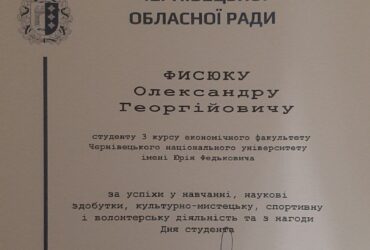 ОБЛАСНОЇ РАДИ
ФИСЮКУ
Олександру
Георгійовичу
студенту 3 курсу економічного факультету
Чернівецького національного університету
імені Юрія Федьковича
за успіхи у навчанні, наукові
здобутки, культурно-мистецьку, спортивну
і волонтерську діяльність та з нагоди
Дня студента